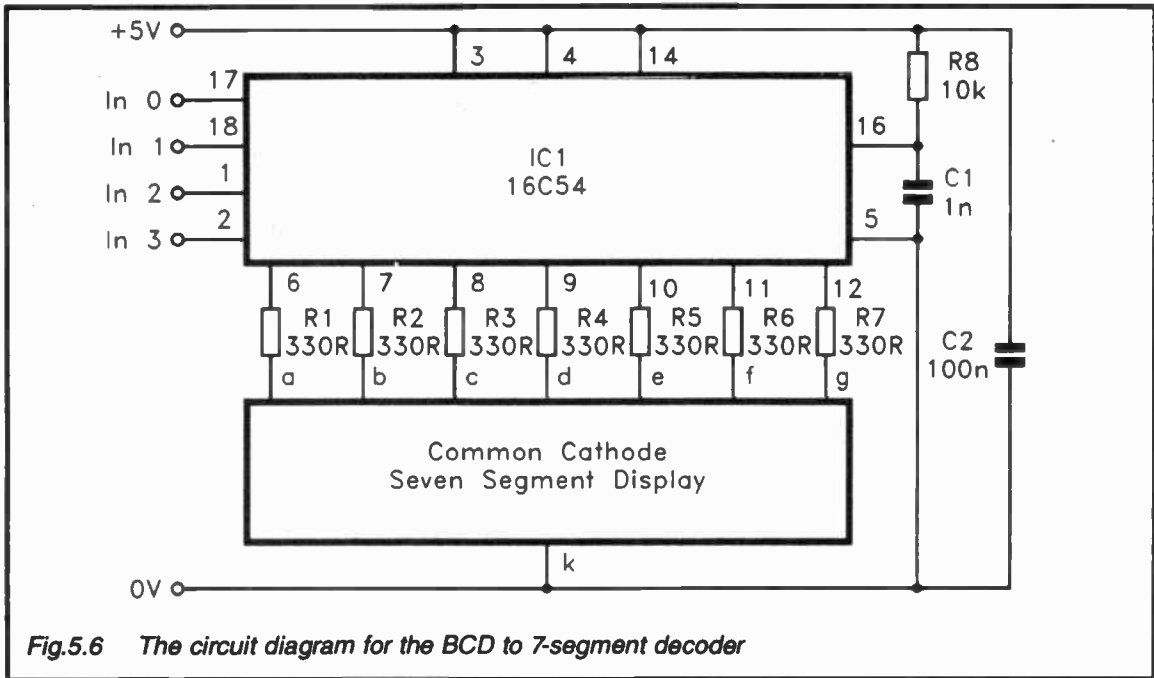 +5V
3 4 14
R8
10k
In 0 17
In 1 18
In 2 1
In 3 2
IC1
16C54
16
5
C1
1n
6 7 8 9 10 11 12
R1 R2 R3 R4 R5 R6 R7
330R 330R 330R 330R 330R 330R 330R
C2
100n
a b c d e f g
Common Cathode
Seven Segment Display
k
0V
Fig.5.6 The circuit diagram for the BCD to 7-segment decoder